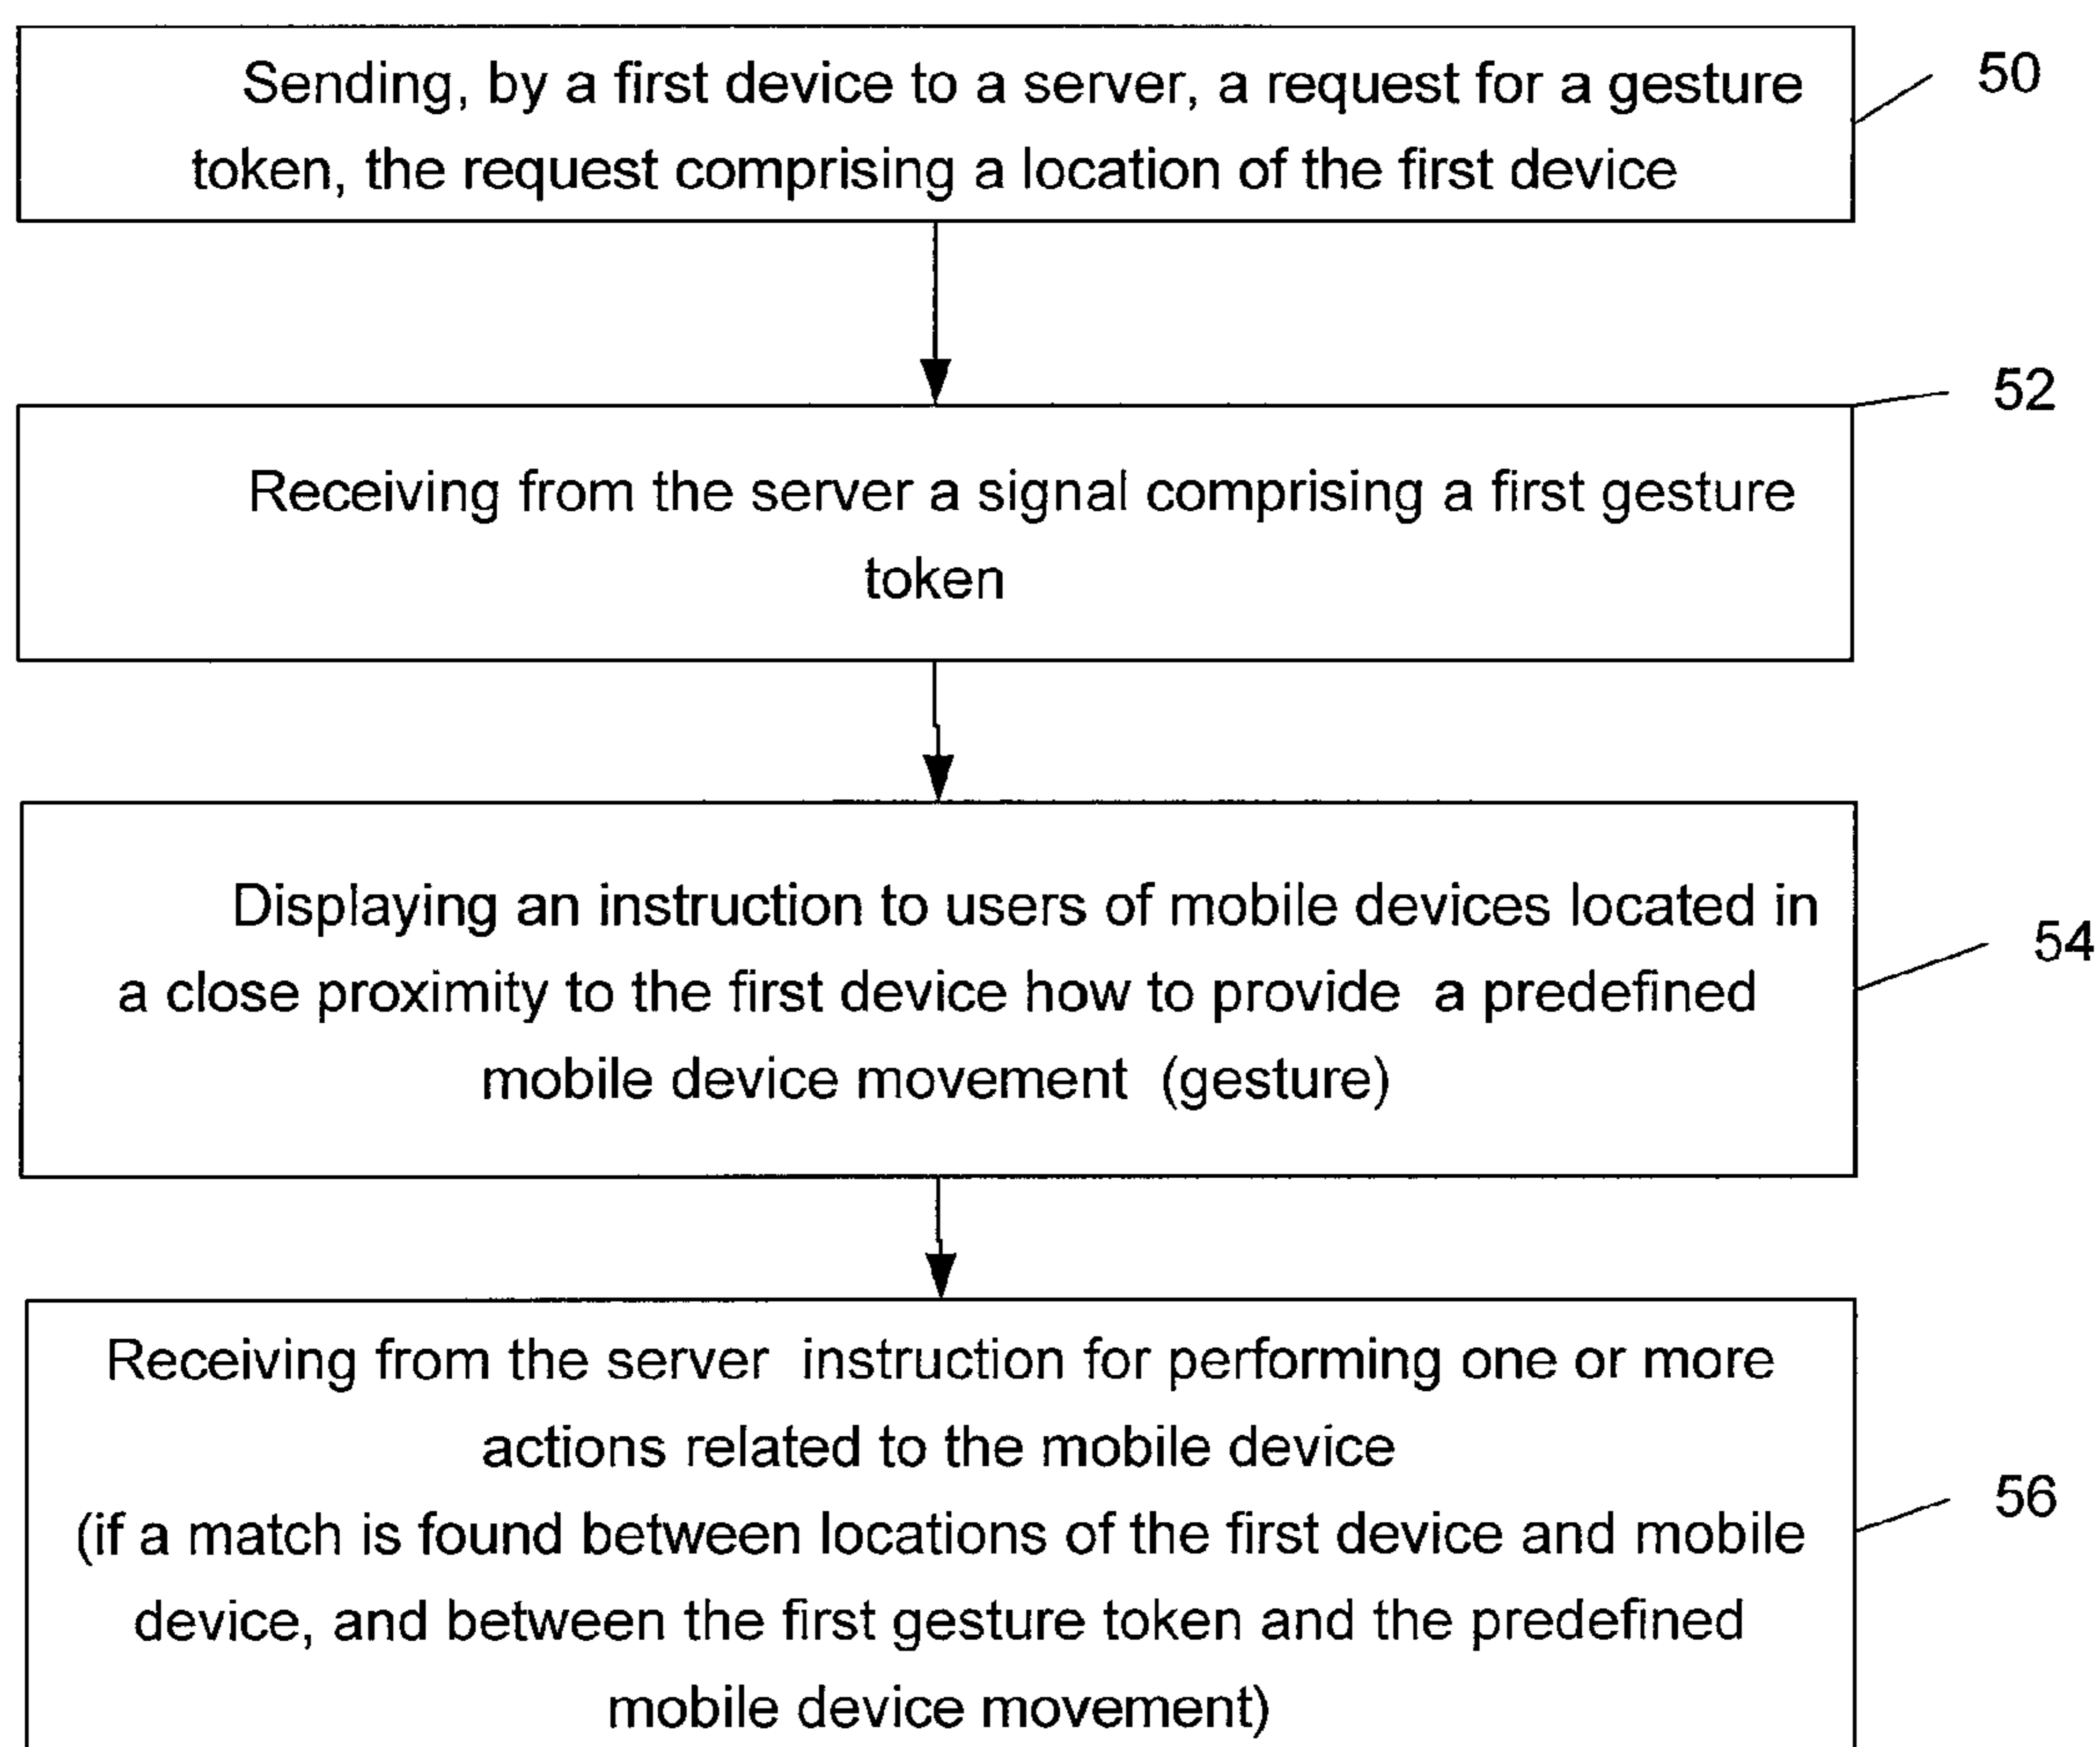 Sending, by a first device to a server, a request for a gesture
token, the request comprising a location of the first device
50
52
Receiving from the server a signal comprising a first gesture
token
Displaying an instruction to users of mobile devices located in
a close proximity to the first device how to provide a predefined
mobile device movement (gesture)
54
Receiving from the server instruction for performing one or more
actions related to the mobile device
(if a match is found between locations of the first device and mobile
device, and between the first gesture token and the predefined
mobile device movement)
56